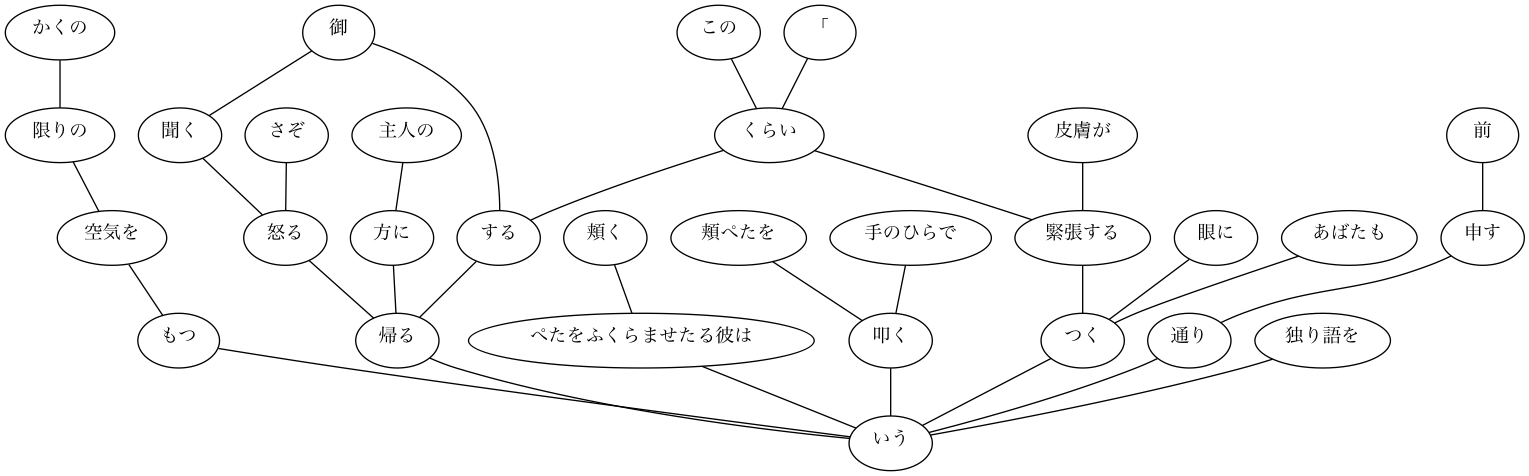 かくの 御 この 「
限りの 聞く さぞ 主人の くらい 皮膚が 前
空気を 怒る 方に する 頬く 頬ぺたを 手のひらで 緊張する 眼に あばたも 申す
もつ 帰る ぺたをふくらませたる彼は 叩く つく 通り 独り語を
いう